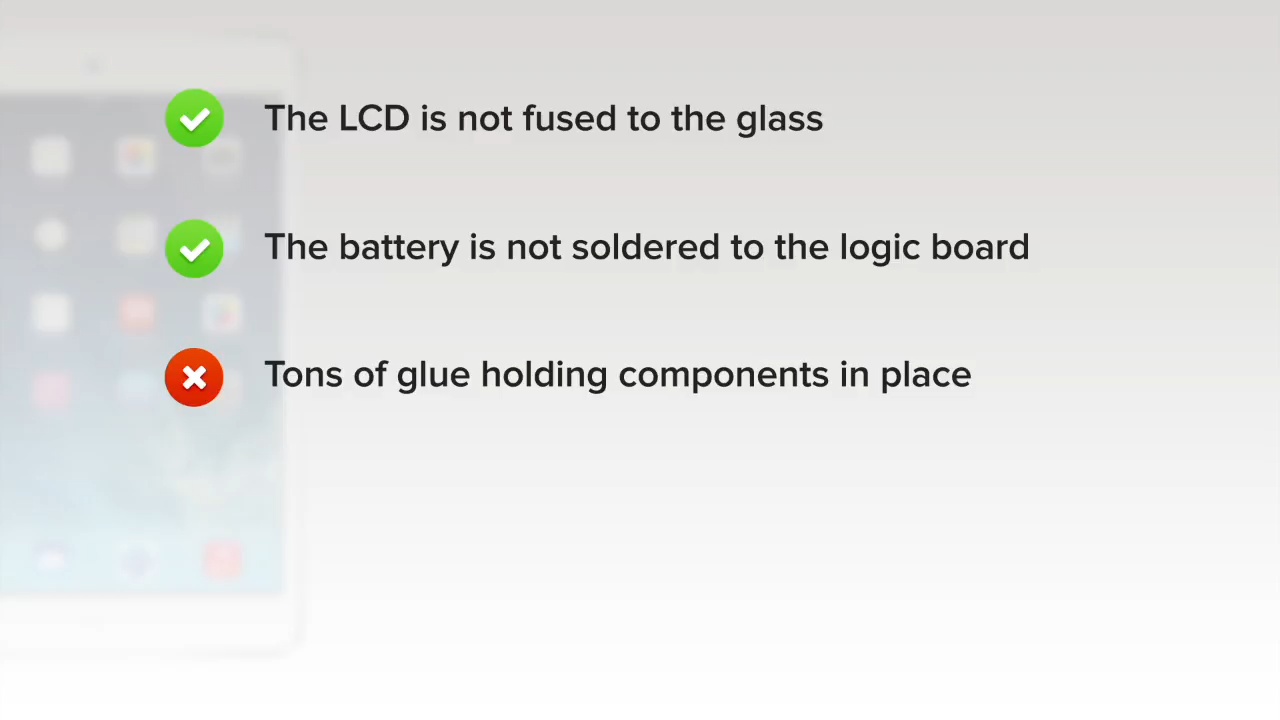 The LCD is not fused to the glass
The battery is not soldered to the logic board
Tons of glue holding components in place